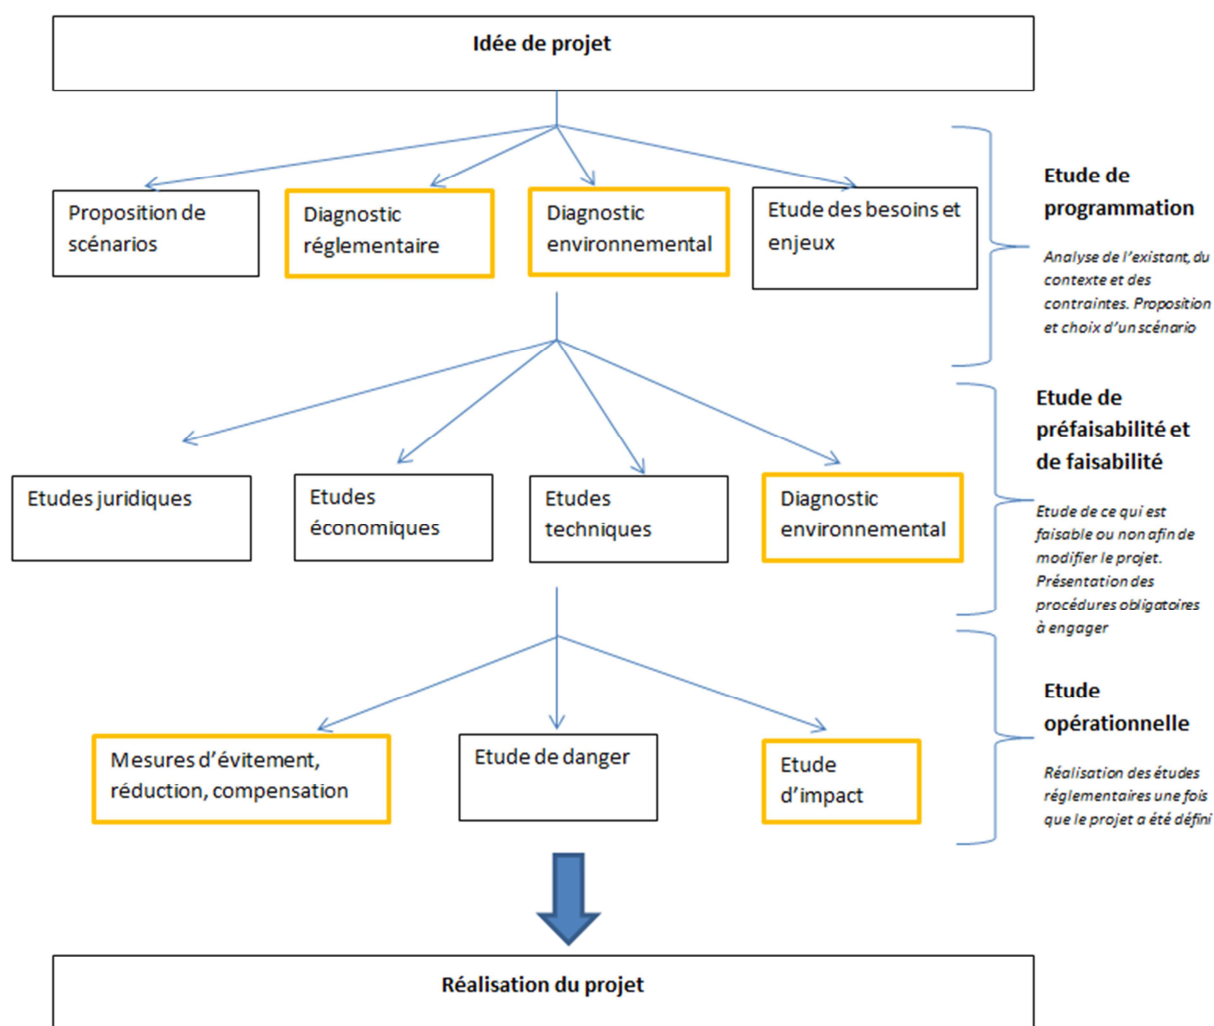 Idée de projet
Proposition de
scénarios
Diagnostic
réglementaire
Diagnostic
environnemental
Etude des besoins et
enjeux
Etude de
programmation
Analyse de l'existant, du
contexte et des
contraintes. Proposition
et choix d'un scénario
Etudes juridiques
Etudes
économiques
Etudes
techniques
Diagnostic
environnemental
Etude de
préfaisabilité et
de faisabilité
Etude de ce qui est
faisable ou non afin de
modifier le projet.
Présentation des
procédures obligatoires
à engager
Mesures d'évitement,
réduction, compensation
Etude de danger
Etude
d'impact
Etude
opérationnelle
Réalisation des études
réglementaires une fois
que le projet a été défini
Réalisation du projet